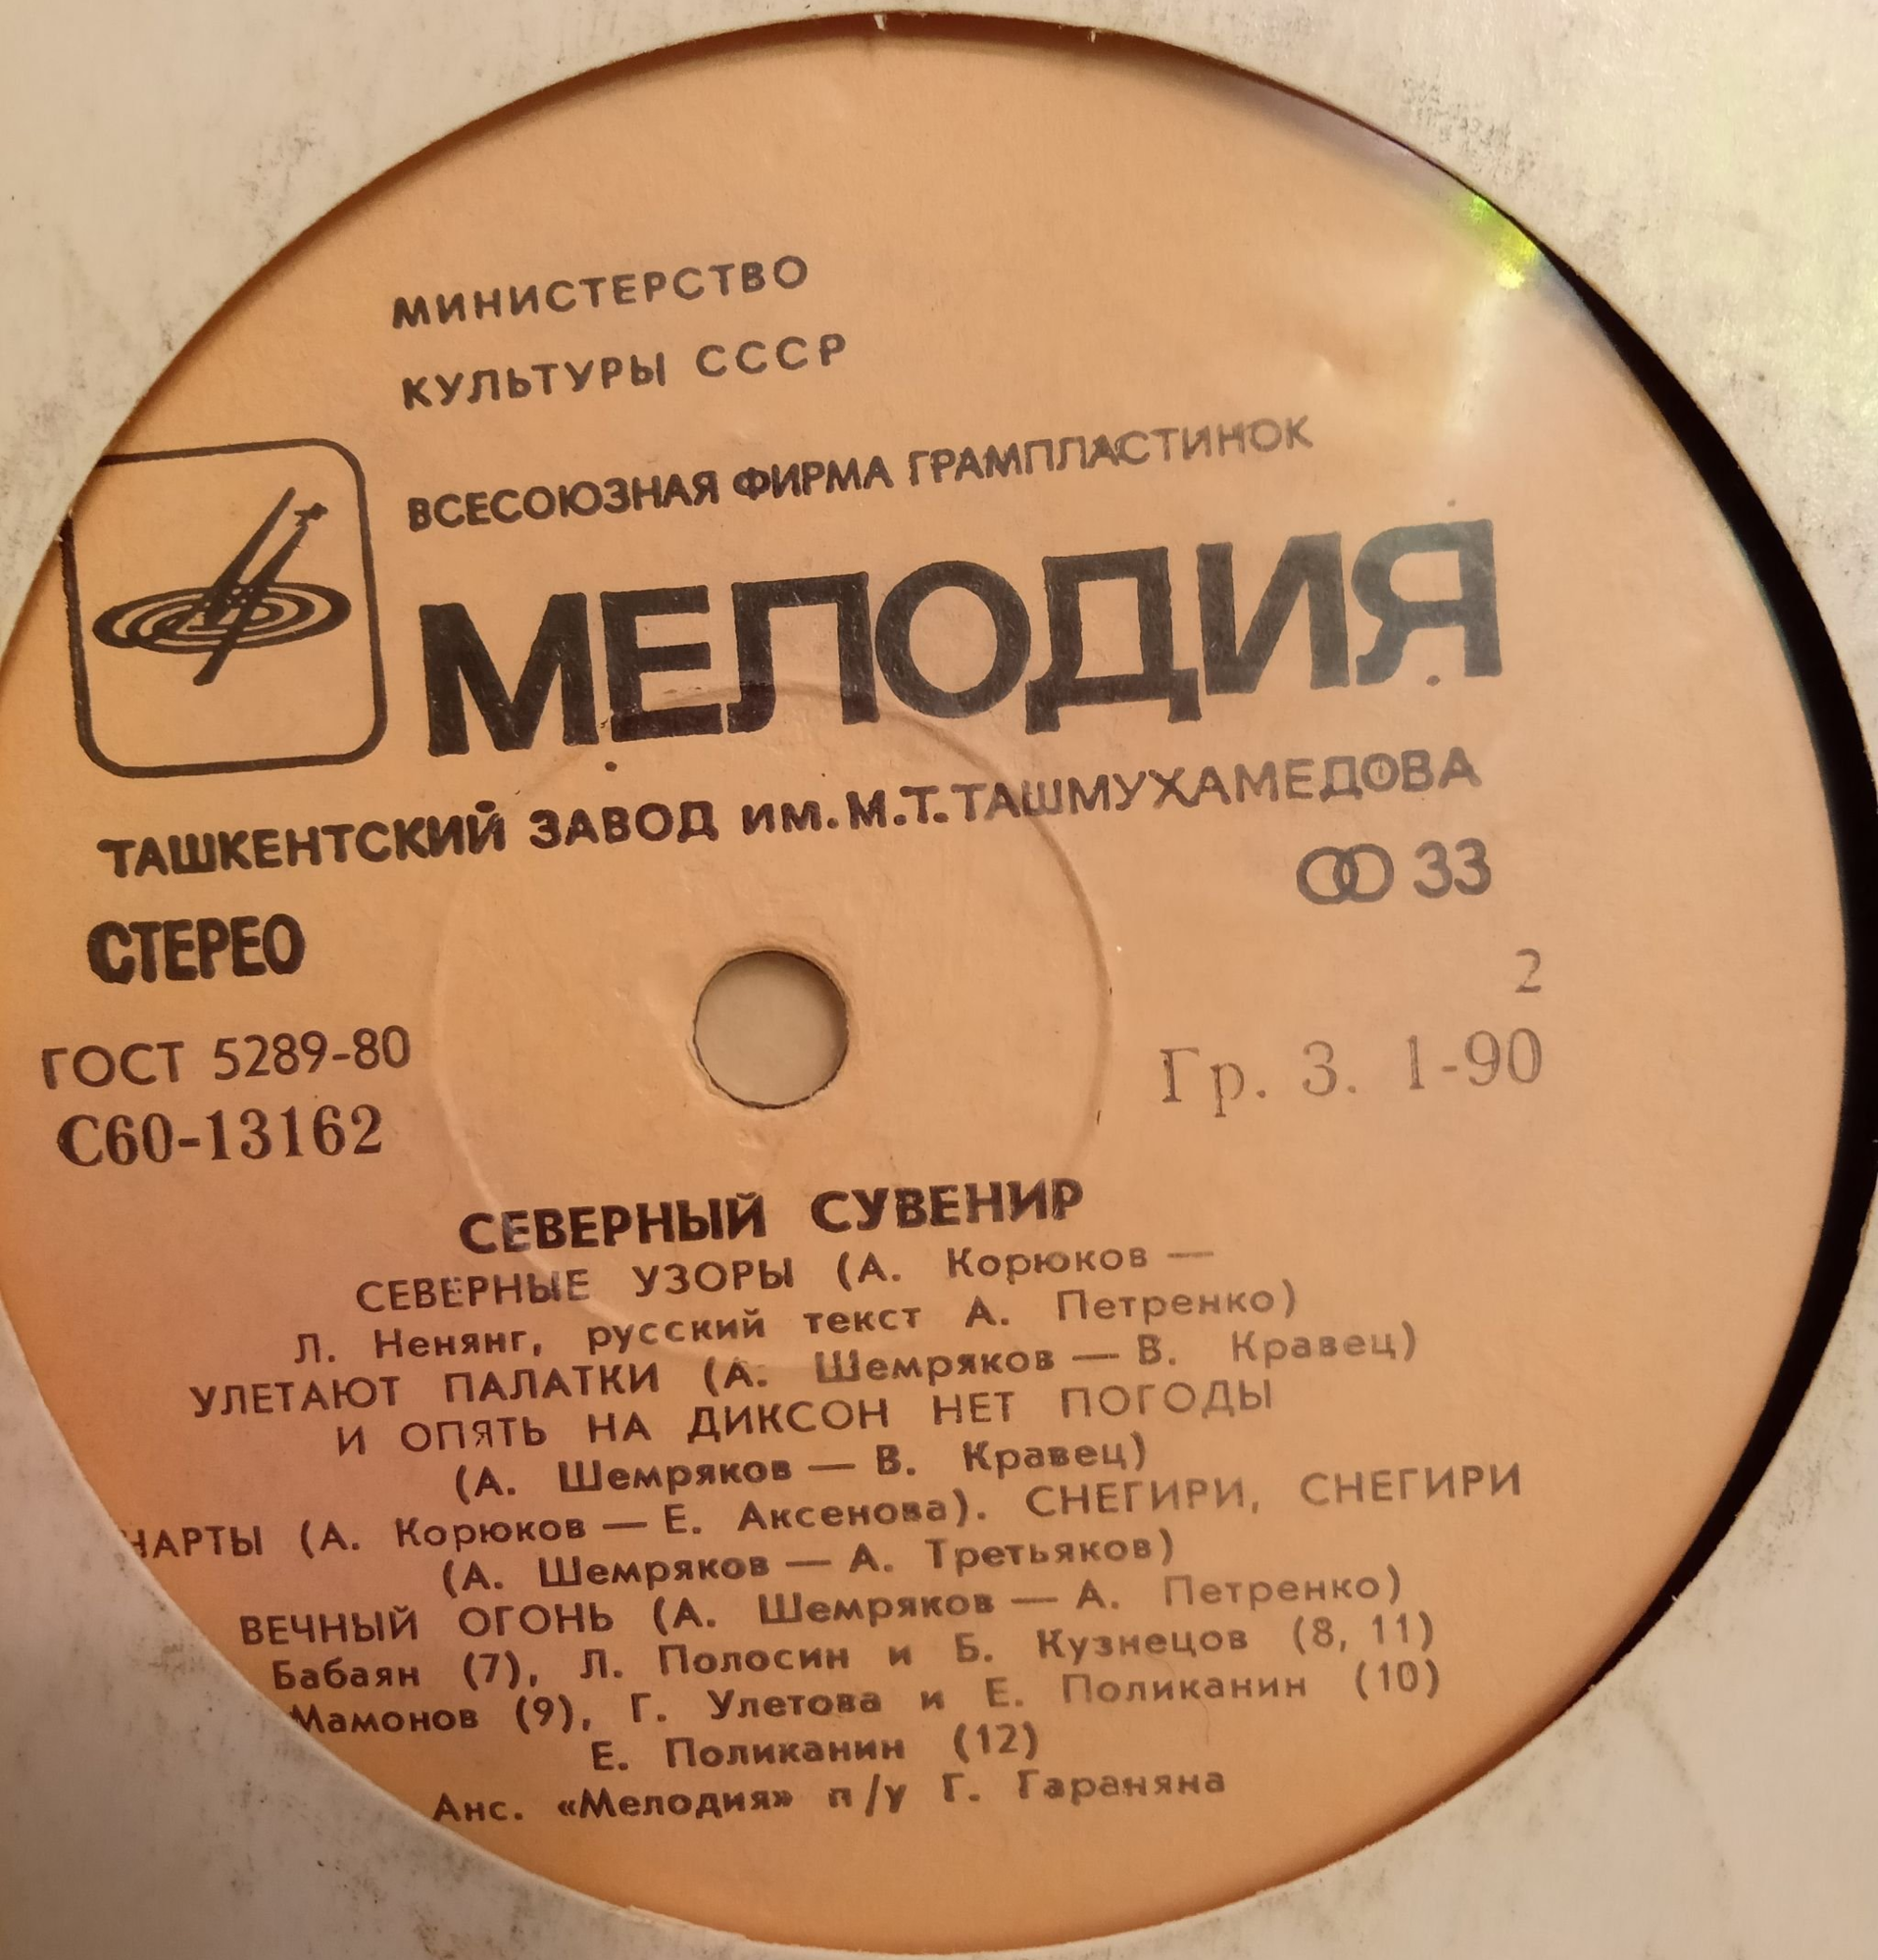 МИНИСТЕРСТВО
КУЛЬТУРЫ СССР
ВСЕСОЮЗНАЯ ФИРМА ГРАМПЛАСТИНОК
МЕЛОДИЯ
ТАШКЕНТСКИЙ ЗАВОД им. М.Т. ТАШМУХАМЕДОВА
33
СТЕРЕО
2
ГОСТ 5289-80
Гр. 3. 1-90
С60-13162
СЕВЕРНЫЙ СУВЕНИР
СЕВЕРНЫЕ УЗОРЫ (А. Корюков —
Л. Ненянг, русский текст А. Петренко)
УЛЕТАЮТ ПАЛАТКИ (А. Шемряков — В. Кравец)
И ОПЯТЬ НА ДИКСОН НЕТ ПОГОДЫ
(А. Шемряков — В. Кравец)
НАРТЫ (А. Корюков — Е. Аксенова). СНЕГИРИ, СНЕГИРИ
(А. Шемряков — А. Третьяков)
ВЕЧНЫЙ ОГОНЬ (А. Шемряков — А. Петренко)
Бабаян (7), Л. Полосин и Б. Кузнецов (8, 11)
Мамонов (9), Г. Улетова и Е. Поликанин (10)
Е. Поликанин (12)
Анс. «Мелодия» п/у Г. Гараняна